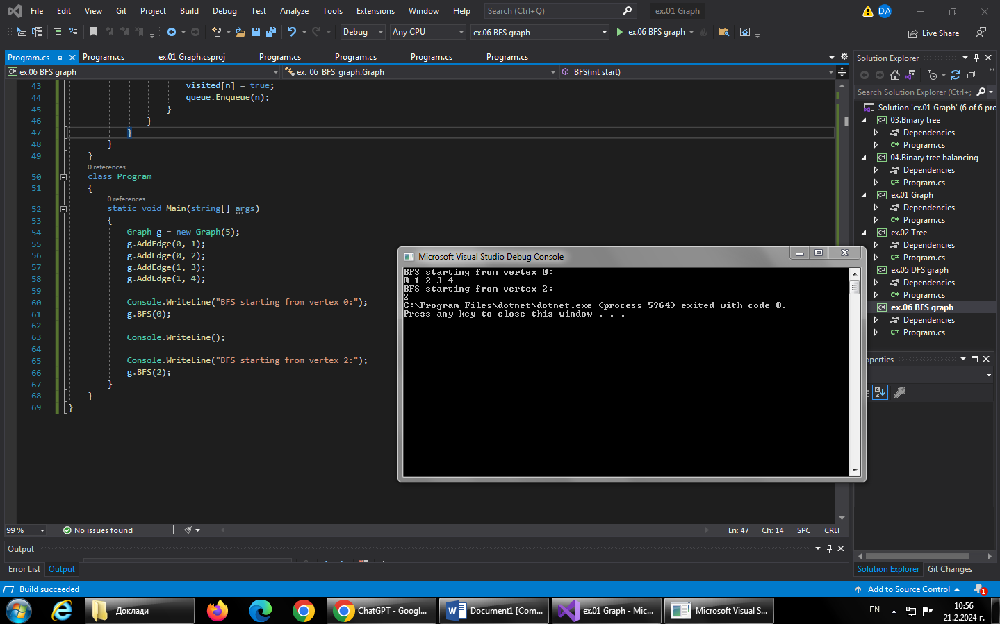 File Edit View Git Project Build Debug Test Analyze Tools Extensions Window Help Search (Ctrl+Q) ex.01 Graph DA
Debug Any CPU ex.06 BFS graph ex.06 BFS graph Live Share
Program.cs Program.cs ex.01 Graph.csproj Program.cs Program.cs Program.cs Program.cs
ex.06 BFS graph ex._06_BFS_graph.Graph BFS(int start)
43 visited[n] = true;
44 queue.Enqueue(n);
45 }
46 }
47 }
48 }
49 }
0 references
50 class Program
51 {
0 references
52 static void Main(string[] args)
53 {
54 Graph g = new Graph(5);
55 g.AddEdge(0, 1);
56 g.AddEdge(0, 2);
57 g.AddEdge(1, 3);
58 g.AddEdge(1, 4);
59
60 Console.WriteLine("BFS starting from vertex 0:");
61 g.BFS(0);
62
63 Console.WriteLine();
64
65 Console.WriteLine("BFS starting from vertex 2:");
66 g.BFS(2);
67 }
68 }
69 }
Microsoft Visual Studio Debug Console
BFS starting from vertex 0:
0 1 2 3 4
BFS starting from vertex 2:
2
C:\Program Files\dotnet\dotnet.exe (process 5964) exited with code 0.
Press any key to close this window . . .
Solution Explorer
Search Solution Explorer (Ctrl+;
Solution 'ex.01 Graph' (6 of 6 pro
03.Binary tree
Dependencies
C# Program.cs
04.Binary tree balancing
Dependencies
C# Program.cs
ex.01 Graph
Dependencies
C# Program.cs
ex.02 Tree
Dependencies
C# Program.cs
ex.05 DFS graph
Dependencies
C# Program.cs
ex.06 BFS graph
Dependencies
C# Program.cs
operties
Solution Explorer Git Changes
99 % No issues found Ln: 47 Ch: 14 SPC CRLF
Output
Error List Output
Build succeeded Add to Source Control 1
Доклади ChatGPT - Googl... Document1 [Com... ex.01 Graph - Mic... Microsoft Visual S...
EN 10:56
21.2.2024 г.